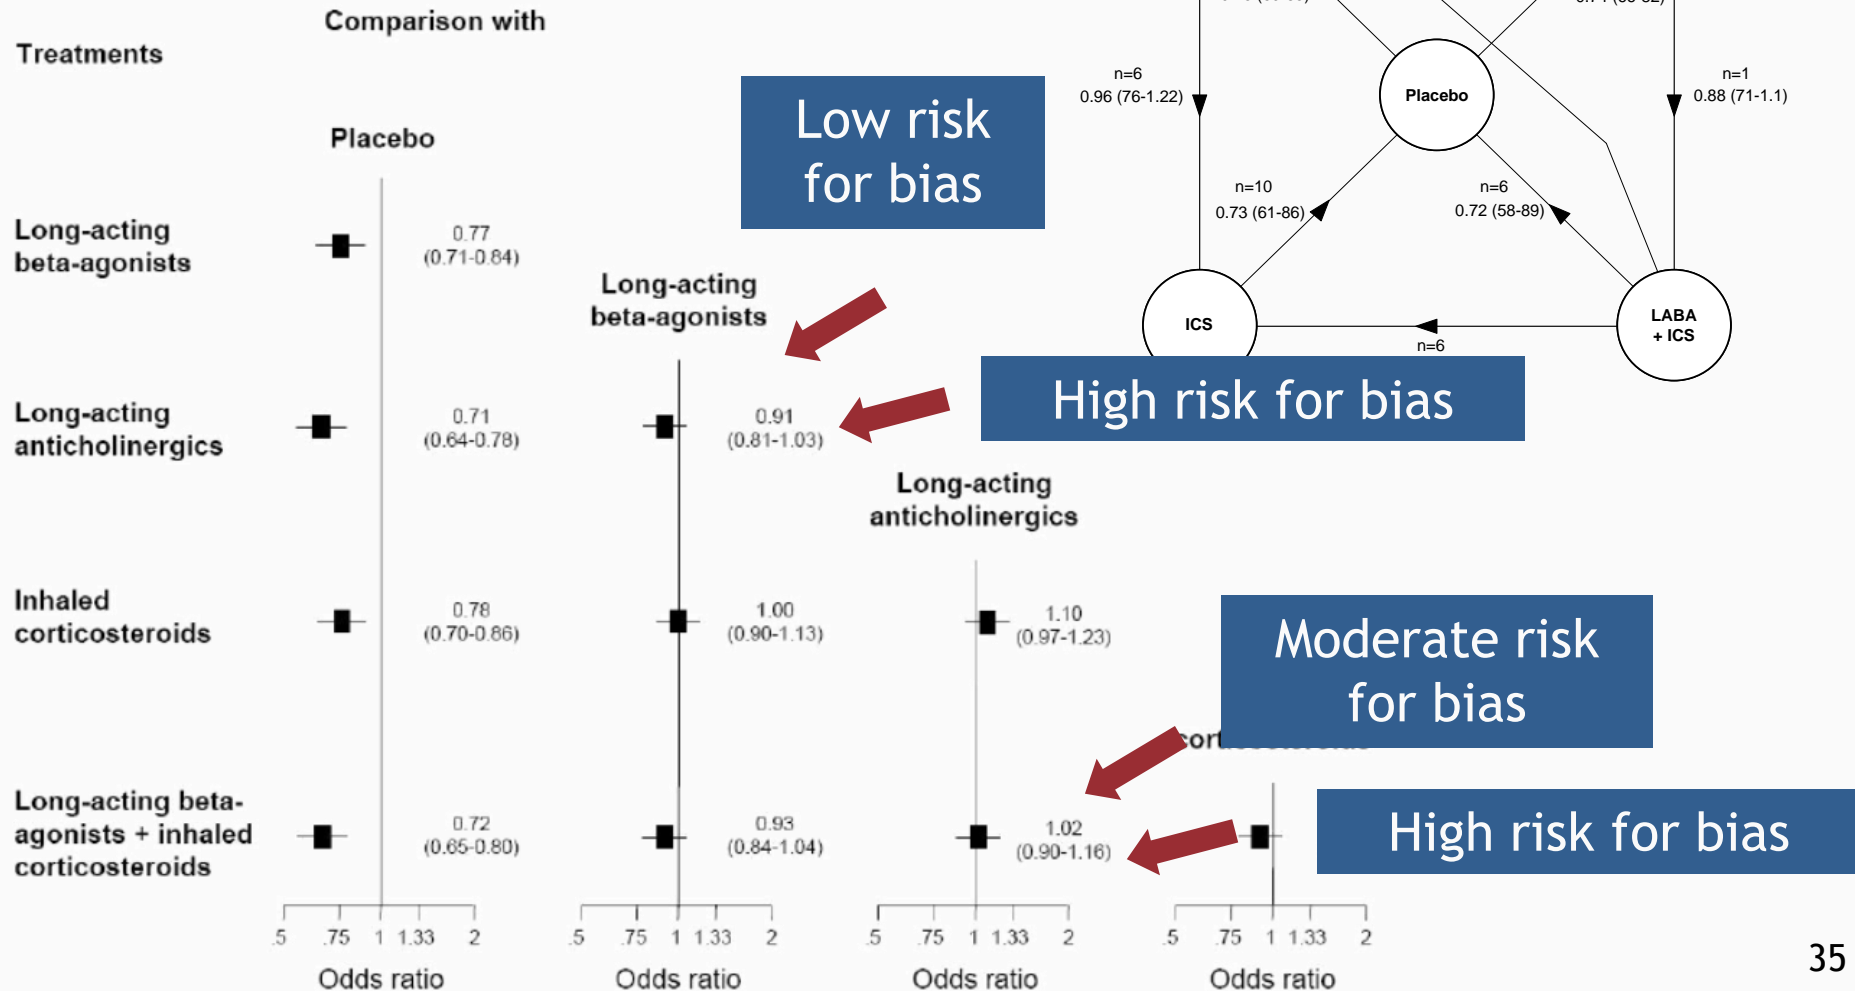 Comparison with
Treatments
Placebo
Long-acting
beta-agonists
0.77
(0.71-0.84)
Long-acting
beta-agonists
Long-acting
anticholinergics
0.71
(0.64-0.78)
0.91
(0.81-1.03)
Long-acting
anticholinergics
Inhaled
corticosteroids
0.78
(0.70-0.86)
1.00
(0.90-1.13)
1.10
(0.97-1.23)
Long-acting beta-
agonists + inhaled
corticosteroids
0.72
(0.65-0.80)
0.93
(0.84-1.04)
1.02
(0.90-1.16)
.5 .75 1 1.33 2
.5 .75 1 1.33 2
.5 .75 1 1.33 2
.5 .75 1 1.33 2
Odds ratio
Odds ratio
Odds ratio
Odds ratio
Low risk
for bias
High risk for bias
Moderate risk
for bias
High risk for bias
n=6
0.96 (76-1.22)
Placebo
n=1
0.88 (71-1.1)
n=10
0.73 (61-86)
n=6
0.72 (58-89)
ICS
LABA
+ ICS
n=6
35